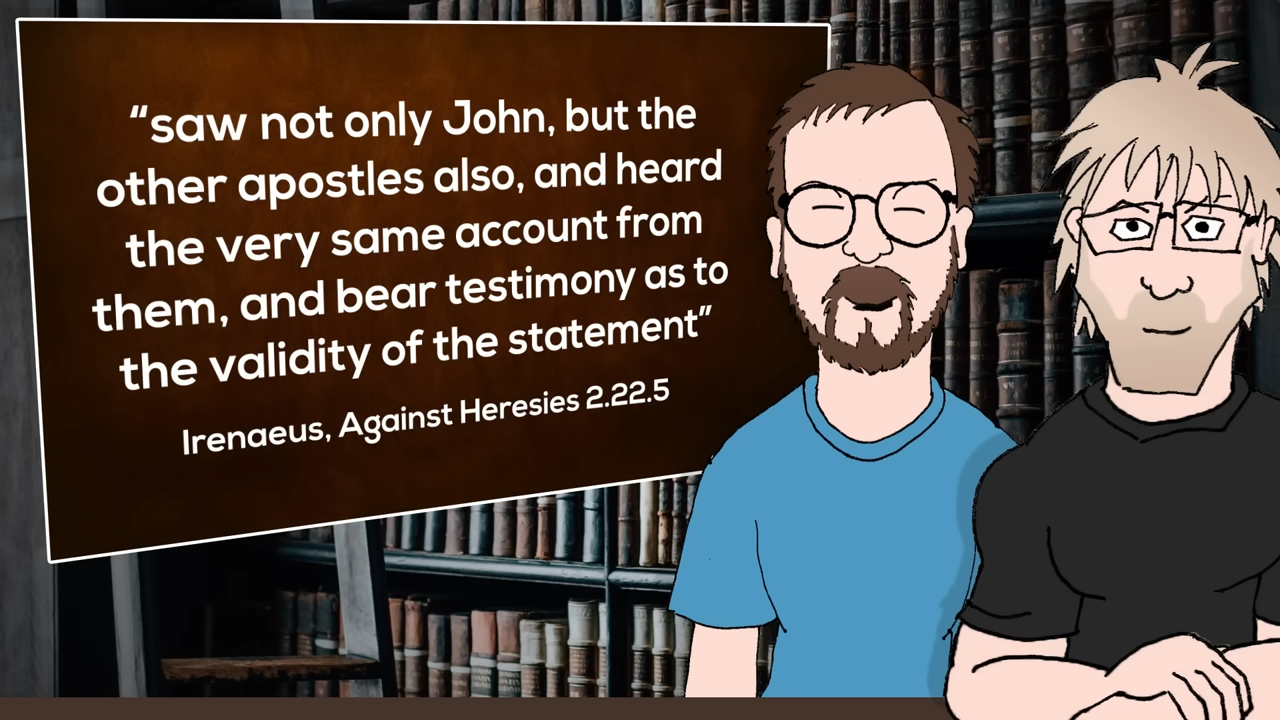 “saw not only John, but the
other apostles also, and heard
the very same account from
them, and bear testimony as to
the validity of the statement”
Irenaeus, Against Heresies 2.22.5